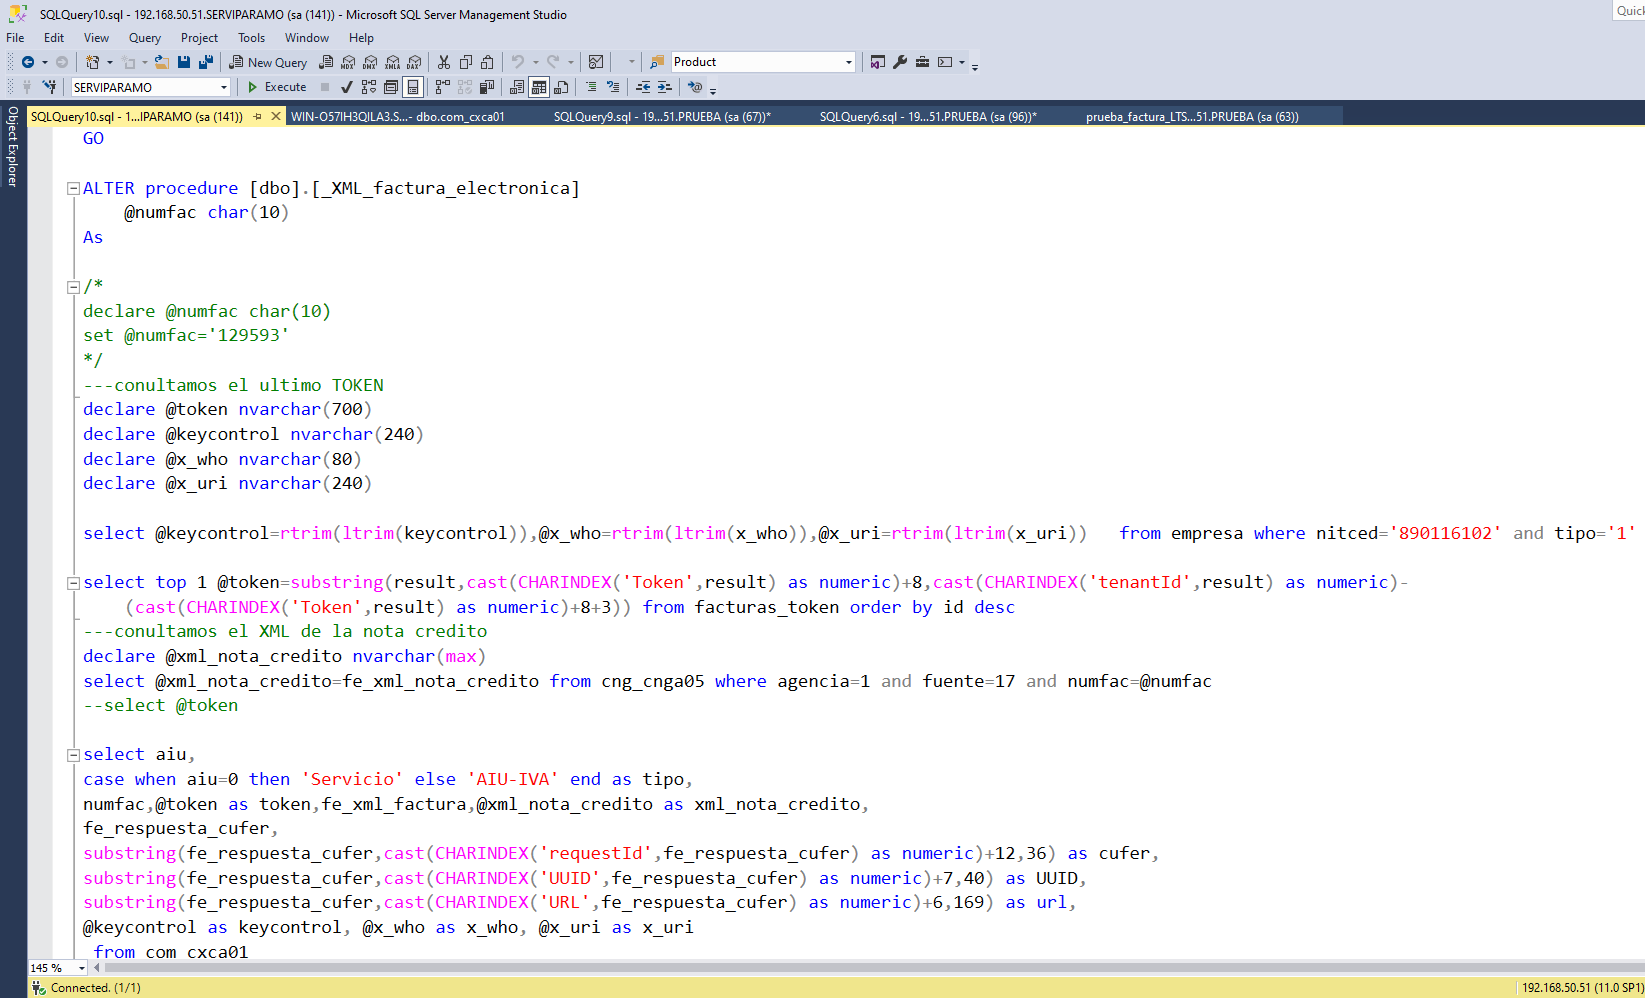 SQLQuery10.sql - 192.168.50.51.SERVIPARAMO (sa (141)) - Microsoft SQL Server Management Studio
Quic
File Edit View Query Project Tools Window Help
New Query
MDX DMX XMLA DAX
Product
SERVIPARAMO
Execute
Object Explorer
SQLQuery10.sql - 1...IPARAMO (sa (141))
WIN-O57IH3QILA3.S...- dbo.com_cxca01
SQLQuery9.sql - 19...51.PRUEBA (sa (67))*
SQLQuery6.sql - 19...51.PRUEBA (sa (96))*
prueba_factura_LTS...51.PRUEBA (sa (63))
GO
ALTER procedure [dbo].[_XML_factura_electronica]
@numfac char(10)
As
/*
declare @numfac char(10)
set @numfac='129593'
*/
---conultamos el ultimo TOKEN
declare @token nvarchar(700)
declare @keycontrol nvarchar(240)
declare @x_who nvarchar(80)
declare @x_uri nvarchar(240)
select @keycontrol=rtrim(ltrim(keycontrol)),@x_who=rtrim(ltrim(x_who)),@x_uri=rtrim(ltrim(x_uri))   from empresa where nitced='890116102' and tipo='1'
select top 1 @token=substring(result,cast(CHARINDEX('Token',result) as numeric)+8,cast(CHARINDEX('tenantId',result) as numeric)-
(cast(CHARINDEX('Token',result) as numeric)+8+3)) from facturas_token order by id desc
---conultamos el XML de la nota credito
declare @xml_nota_credito nvarchar(max)
select @xml_nota_credito=fe_xml_nota_credito from cng_cnga05 where agencia=1 and fuente=17 and numfac=@numfac
--select @token
select aiu,
case when aiu=0 then 'Servicio' else 'AIU-IVA' end as tipo,
numfac,@token as token,fe_xml_factura,@xml_nota_credito as xml_nota_credito,
fe_respuesta_cufer,
substring(fe_respuesta_cufer,cast(CHARINDEX('requestId',fe_respuesta_cufer) as numeric)+12,36) as cufer,
substring(fe_respuesta_cufer,cast(CHARINDEX('UUID',fe_respuesta_cufer) as numeric)+7,40) as UUID,
substring(fe_respuesta_cufer,cast(CHARINDEX('URL',fe_respuesta_cufer) as numeric)+6,169) as url,
@keycontrol as keycontrol, @x_who as x_who, @x_uri as x_uri
from com_cxca01
145 %
Connected. (1/1)
192.168.50.51 (11.0 SP1)